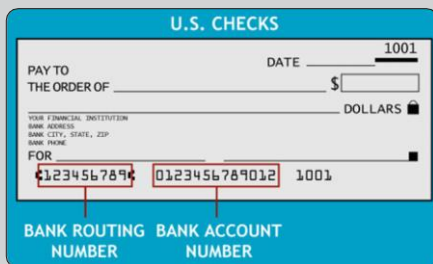 U.S. CHECKS
1001
DATE
PAY TO
THE ORDER OF
$
DOLLARS
YOUR FINANCIAL INSTITUTION
BANK ADDRESS
BANK CITY, STATE, ZIP
BANK PHONE
FOR
⑆123456789⑆ 0123456789012 1001
BANK ROUTING NUMBER
BANK ACCOUNT NUMBER